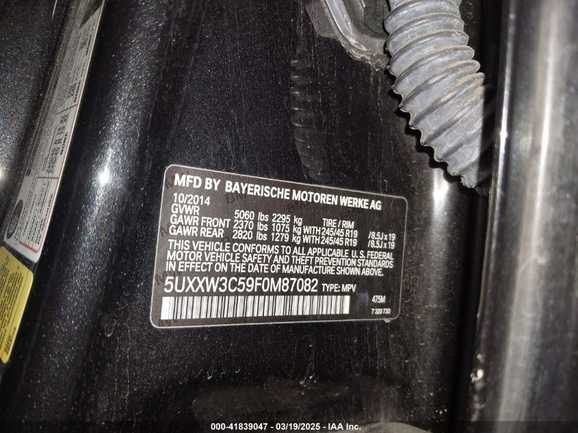 MFD BY BAYERISCHE MOTOREN WERKE AG
10/2014
GVWR 5060 lbs 2295 kg TIRE / RIM
GAWR FRONT 2370 lbs 1075 kg WITH 245/45 R19 /8.5J x 19
GAWR REAR 2820 lbs 1279 kg WITH 245/45 R19 /8.5J x 19
THIS VEHICLE CONFORMS TO ALL APPLICABLE U. S. FEDERAL
MOTOR VEHICLE SAFETY AND THEFT PREVENTION STANDARDS
IN EFFECT ON THE DATE OF MANUFACTURE SHOWN ABOVE.
5UXXW3C59F0M87082 TYPE: MPV
475M
7 320 733
000-41839047 / 03/19/2025 / IAA Inc.